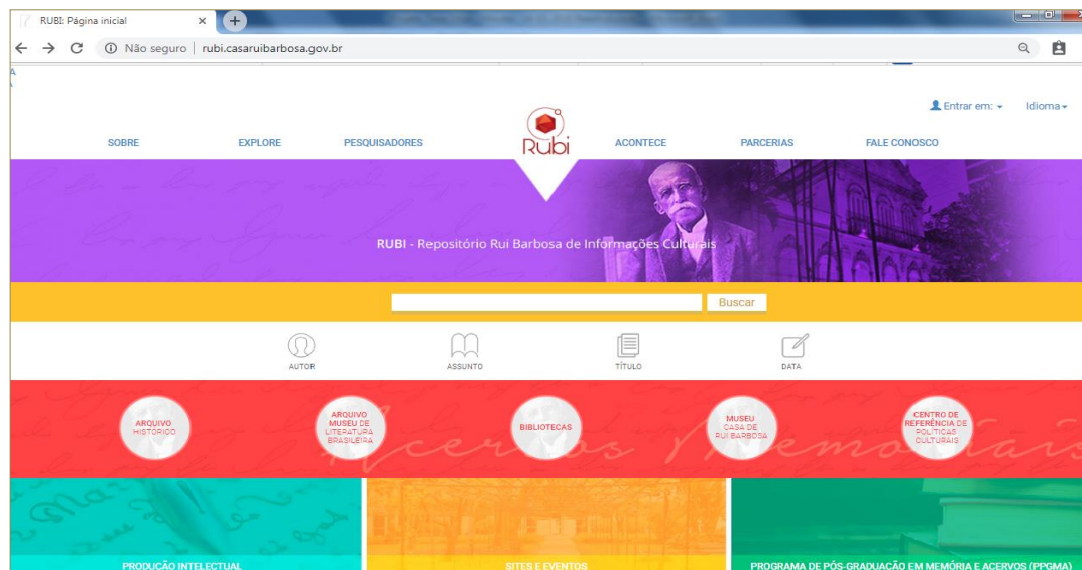 RUBI: Página inicial
Não seguro | rubi.casaruibarbosa.gov.br
Entrar em:
Idioma
SOBRE
EXPLORE
PESQUISADORES
Rubi
ACONTECE
PARCERIAS
FALE CONOSCO
RUBI - Repositório Rui Barbosa de Informações Culturais
Buscar
AUTOR
ASSUNTO
TÍTULO
DATA
ARQUIVO
HISTÓRICO
ARQUIVO
MUSEU DE
LITERATURA
BRASILEIRA
BIBLIOTECAS
MUSEU
CASA DE
RUI BARBOSA
CENTRO DE
REFERÊNCIA DE
POLÍTICAS
CULTURAIS
Acervos Memoriais
PRODUÇÃO INTELECTUAL
SITES E EVENTOS
PROGRAMA DE PÓS-GRADUAÇÃO EM MEMÓRIA E ACERVOS (PPGMA)